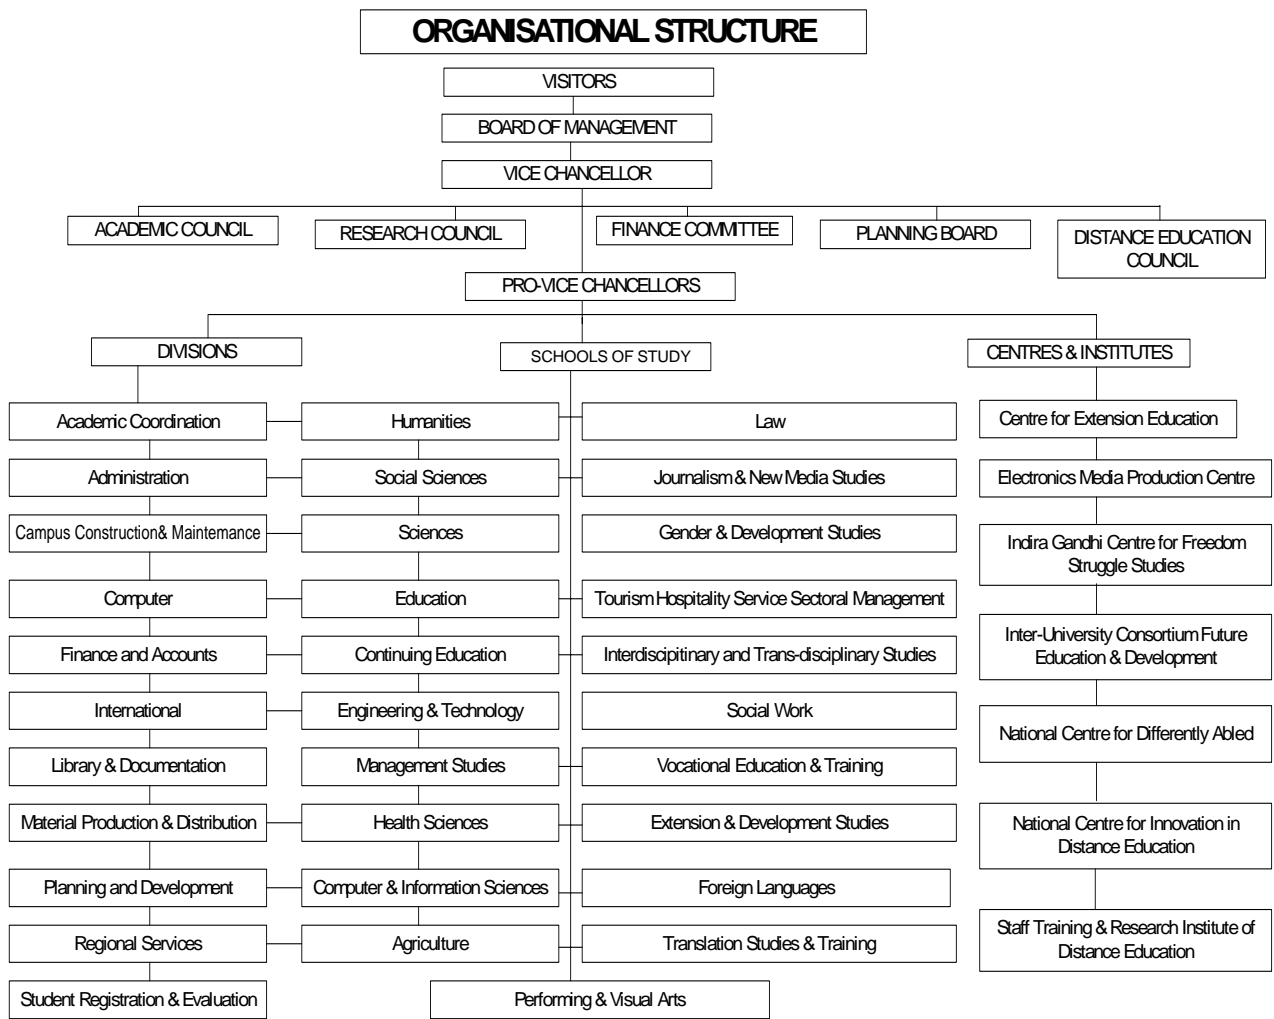 ORGANISATIONAL STRUCTURE
VISITORS
BOARD OF MANAGEMENT
VICE CHANCELLOR
ACADEMIC COUNCIL
RESEARCH COUNCIL
FINANCE COMMITTEE
PLANNING BOARD
DISTANCE EDUCATION
COUNCIL
PRO-VICE CHANCELLORS
DIVISIONS
SCHOOLS OF STUDY
CENTRES & INSTITUTES
Academic Coordination
Administration
Campus Construction& Maintemance
Computer
Finance and Accounts
International
Library & Documentation
Material Production & Distribution
Planning and Development
Regional Services
Student Registration & Evaluation
Humanities
Social Sciences
Sciences
Education
Continuing Education
Engineering & Technology
Management Studies
Health Sciences
Computer & Information Sciences
Agriculture
Law
Journalism & New Media Studies
Gender & Development Studies
Tourism Hospitality Service Sectoral Management
Interdiscipitinary and Trans-disciplinary Studies
Social Work
Vocational Education & Training
Extension & Development Studies
Foreign Languages
Translation Studies & Training
Performing & Visual Arts
Centre for Extension Education
Electronics Media Production Centre
Indira Gandhi Centre for Freedom
Struggle Studies
Inter-University Consortium Future
Education & Development
National Centre for Differently Abled
National Centre for Innovation in
Distance Education
Staff Training & Research Institute of
Distance Education